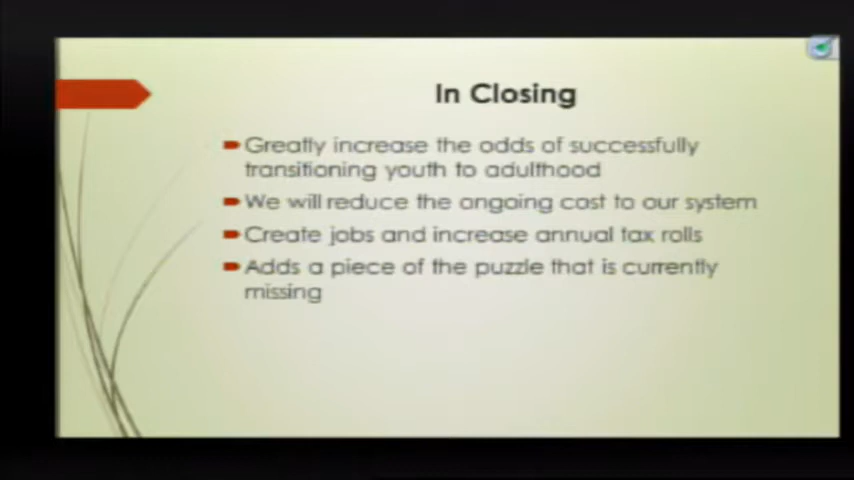 In Closing
Greatly increase the odds of successfully
transitioning youth to adulthood
We will reduce the ongoing cost to our system
Create jobs and increase annual tax rolls
Adds a piece of the puzzle that is currently
missing